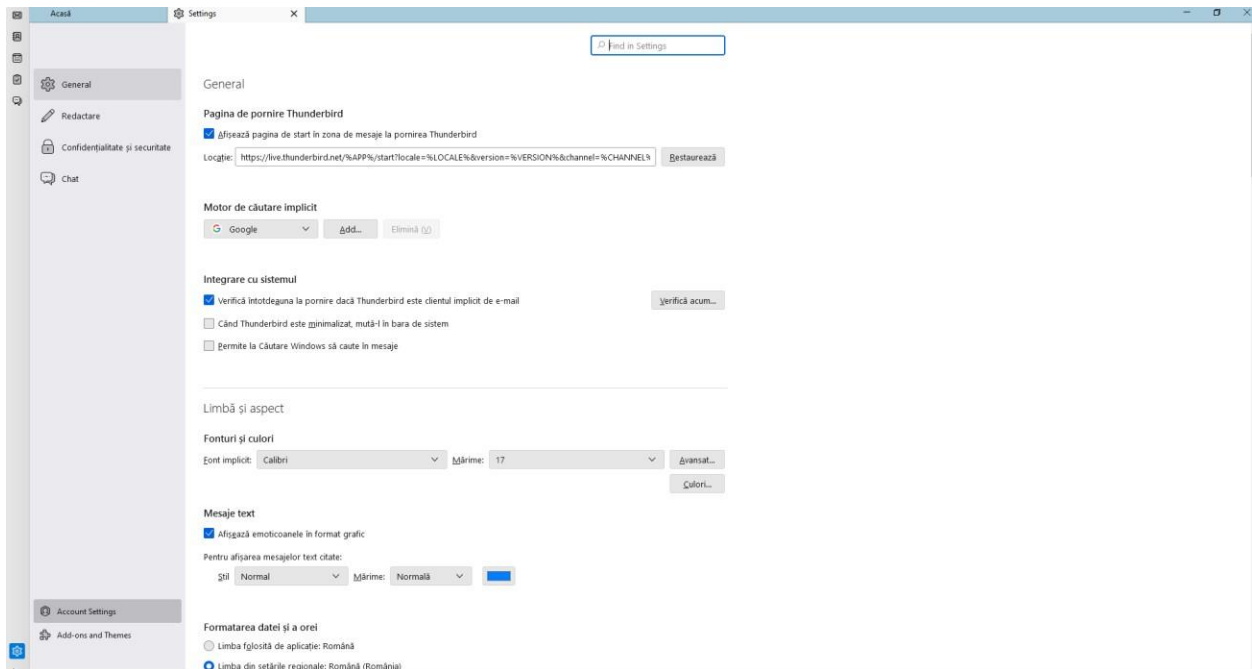 Acasă
Settings
Find in Settings
General
Redactare
Confidențialitate și securitate
Chat
Account Settings
Add-ons and Themes
General
Pagina de pornire Thunderbird
Afișează pagina de start în zona de mesaje la pornirea Thunderbird
Locație: https://live.thunderbird.net/%APP%/start?locale=%LOCALE%&version=%VERSION%&channel=%CHANNEL% Restaurează
Motor de căutare implicit
Google Add... Elimină (V)
Integrare cu sistemul
Verifică întotdeauna la pornire dacă Thunderbird este clientul implicit de e-mail Verifică acum...
Când Thunderbird este minimalizat, mută-l în bara de sistem
Permite la Căutare Windows să caute în mesaje
Limbă și aspect
Fonturi și culori
Font implicit: Calibri Mărime: 17 Avansat...
Culori...
Mesaje text
Afișează emoticoanele în format grafic
Pentru afișarea mesajelor text citate:
Stil Normal Mărime: Normală
Formatarea datei și a orei
Limba folosită de aplicație: Română
Limba din setările regionale: Română (România)